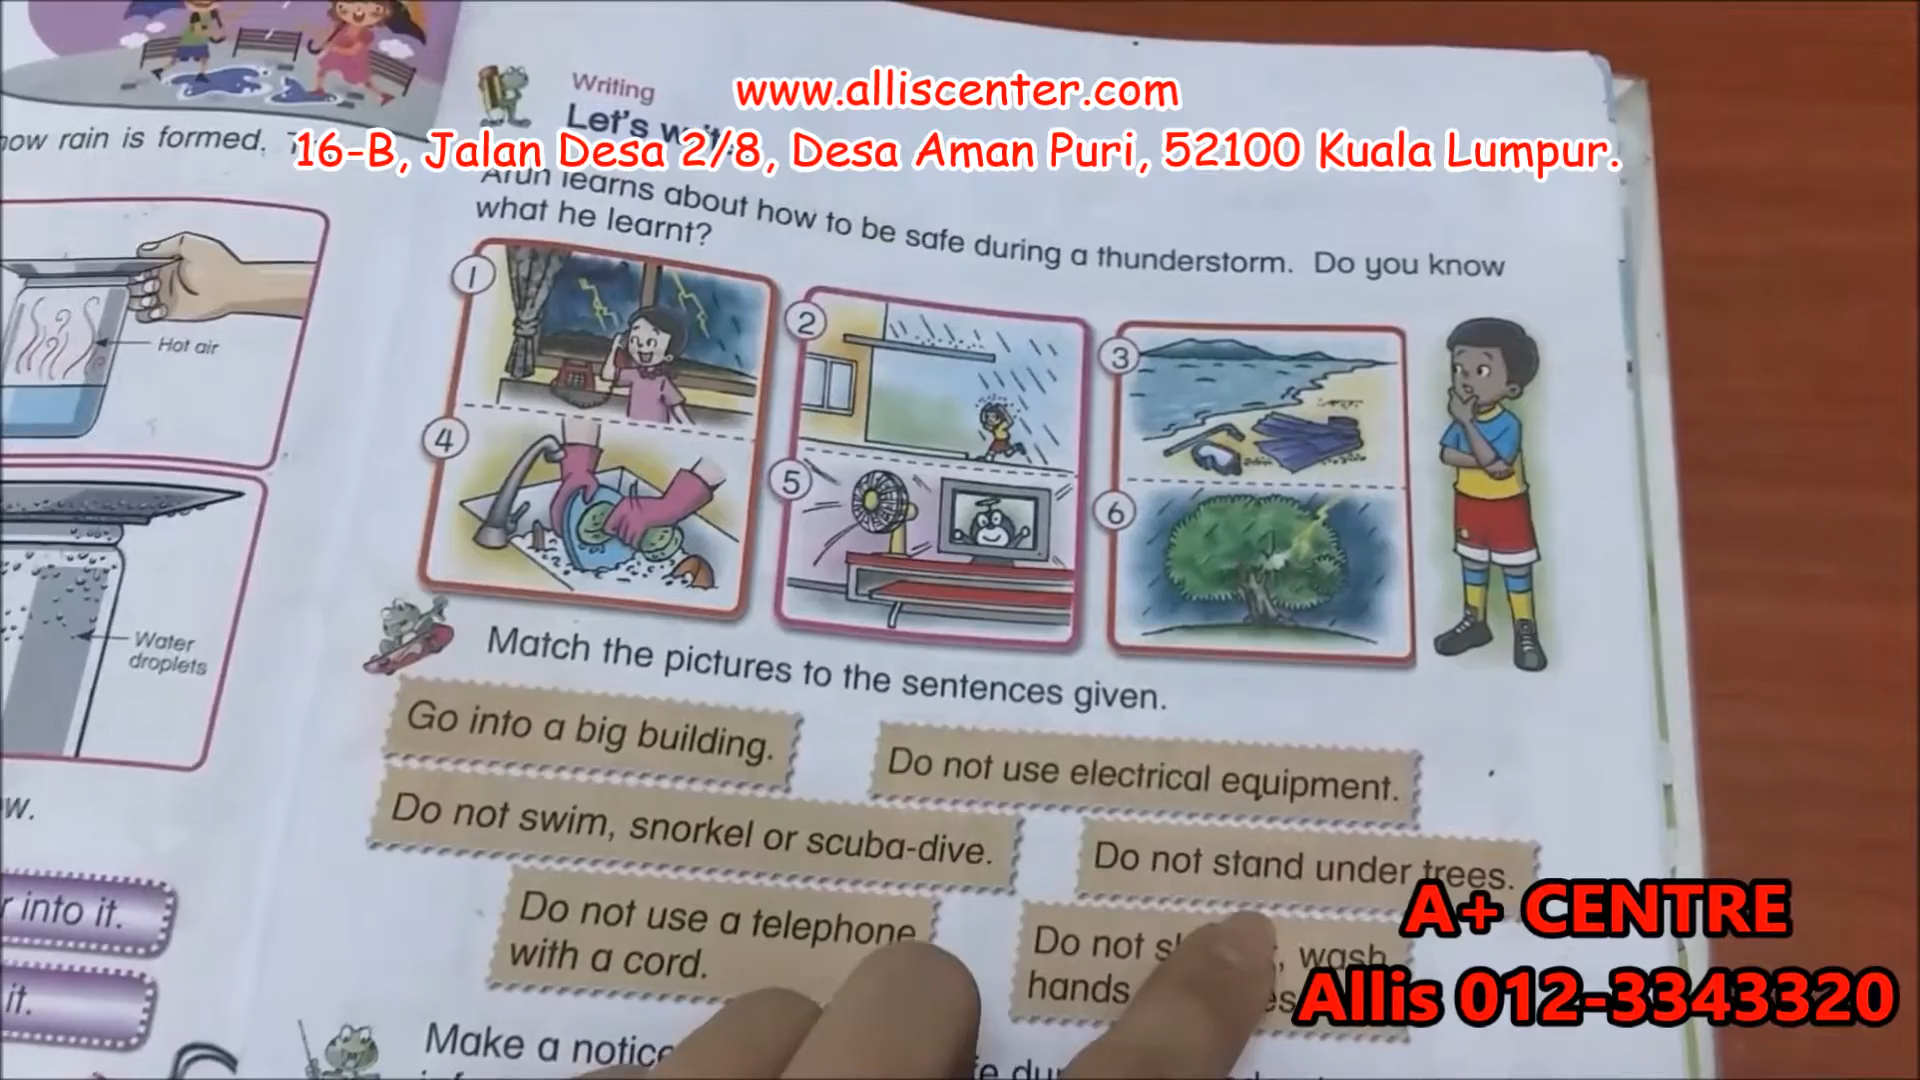 www.alliscenter.com
16-B, Jalan Desa 2/8, Desa Aman Puri, 52100 Kuala Lumpur.
how rain is formed.
Hot air
Water
droplets
w.
r into it.
it.
Writing
Let's
Arun learns about how to be safe during a thunderstorm. Do you know
what he learnt?
1
2
3
4
5
6
Match the pictures to the sentences given.
Go into a big building.
Do not use electrical equipment.
Do not swim, snorkel or scuba-dive.
Do not stand under trees.
Do not use a telephone
with a cord.
Do not , wash
hands
Make a notice
A+ CENTRE
Allis 012-3343320